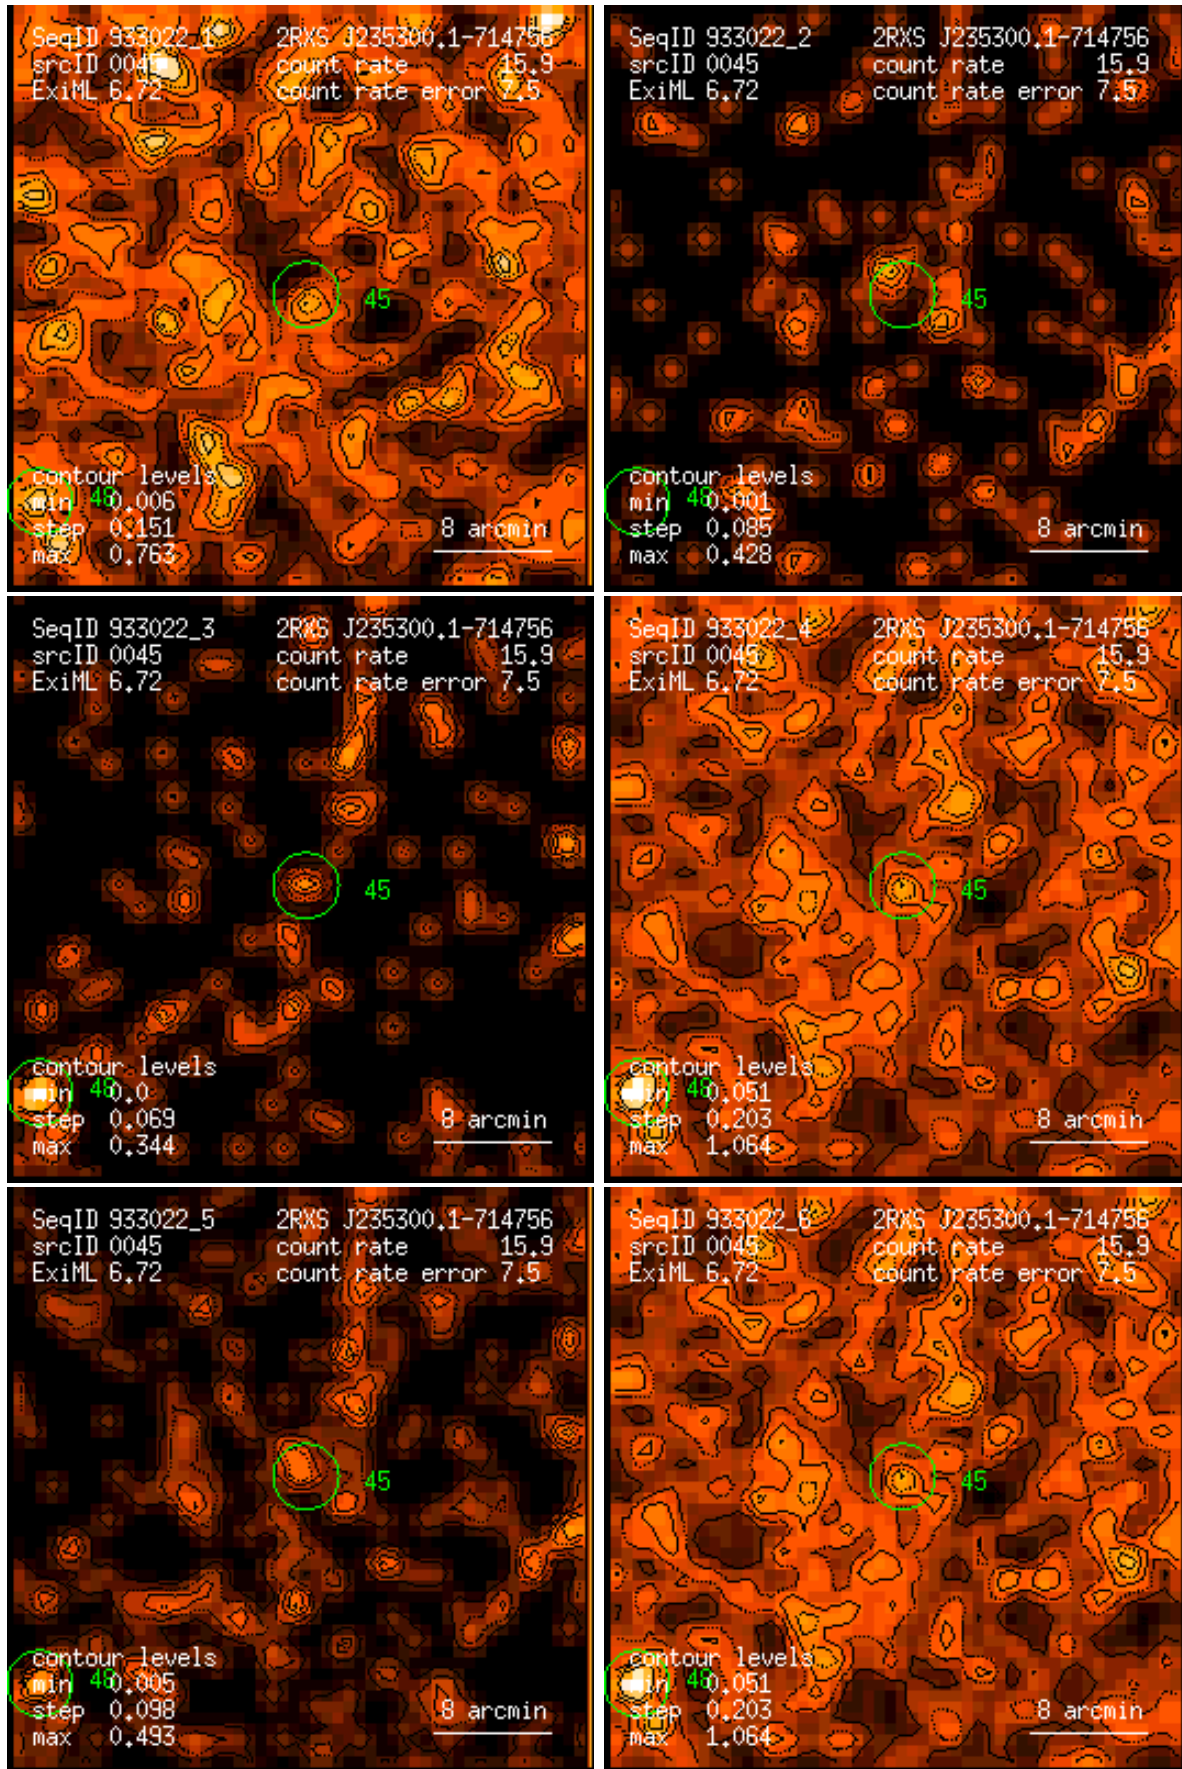 SeqID 933022_1 2RXS J235300.1-714756
srcID 0045 count rate 15.9
ExiML 6.72 count rate error 7.5
45
contour levels
min 0.006
48
step 0.151
max 0.763
8 arcmin
SeqID 933022_2 2RXS J235300.1-714756
srcID 0045 count rate 15.9
ExiML 6.72 count rate error 7.5
45
contour levels
min 0.001
48
step 0.085
max 0.428
8 arcmin
SeqID 933022_3 2RXS J235300.1-714756
srcID 0045 count rate 15.9
ExiML 6.72 count rate error 7.5
45
contour levels
min 0.0
48
step 0.069
max 0.344
8 arcmin
SeqID 933022_4 2RXS J235300.1-714756
srcID 0045 count rate 15.9
ExiML 6.72 count rate error 7.5
45
contour levels
min 0.051
48
step 0.203
max 1.064
8 arcmin
SeqID 933022_5 2RXS J235300.1-714756
srcID 0045 count rate 15.9
ExiML 6.72 count rate error 7.5
45
contour levels
min 0.005
48
step 0.098
max 0.493
8 arcmin
SeqID 933022_6 2RXS J235300.1-714756
srcID 0045 count rate 15.9
ExiML 6.72 count rate error 7.5
45
contour levels
min 0.051
48
step 0.203
max 1.064
8 arcmin